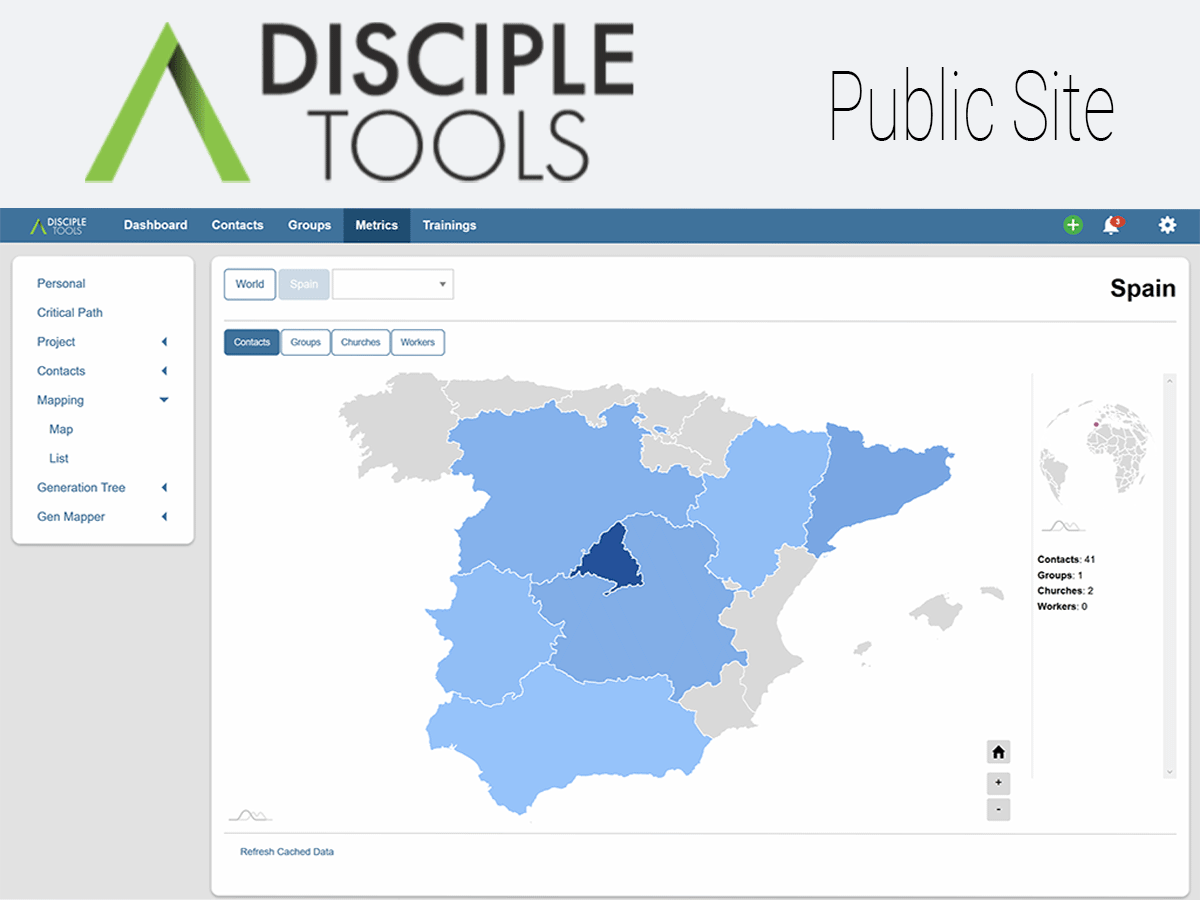 DISCIPLE
TOOLS
Public Site
DISCIPLE
TOOLS
Dashboard
Contacts
Groups
Metrics
Trainings
+
3
Personal
Critical Path
Project
Contacts
Mapping
Map
List
Generation Tree
Gen Mapper
World
Spain
Spain
Contacts
Groups
Churches
Workers
Contacts: 41
Groups: 1
Churches: 2
Workers: 0
+
-
Refresh Cached Data